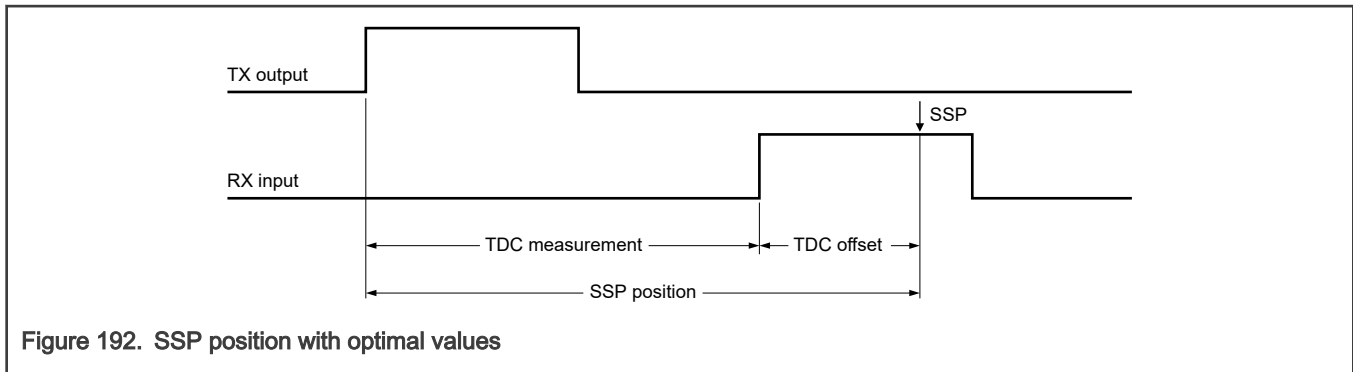 TX output
SSP
RX input
TDC measurement
TDC offset
SSP position
Figure 192. SSP position with optimal values